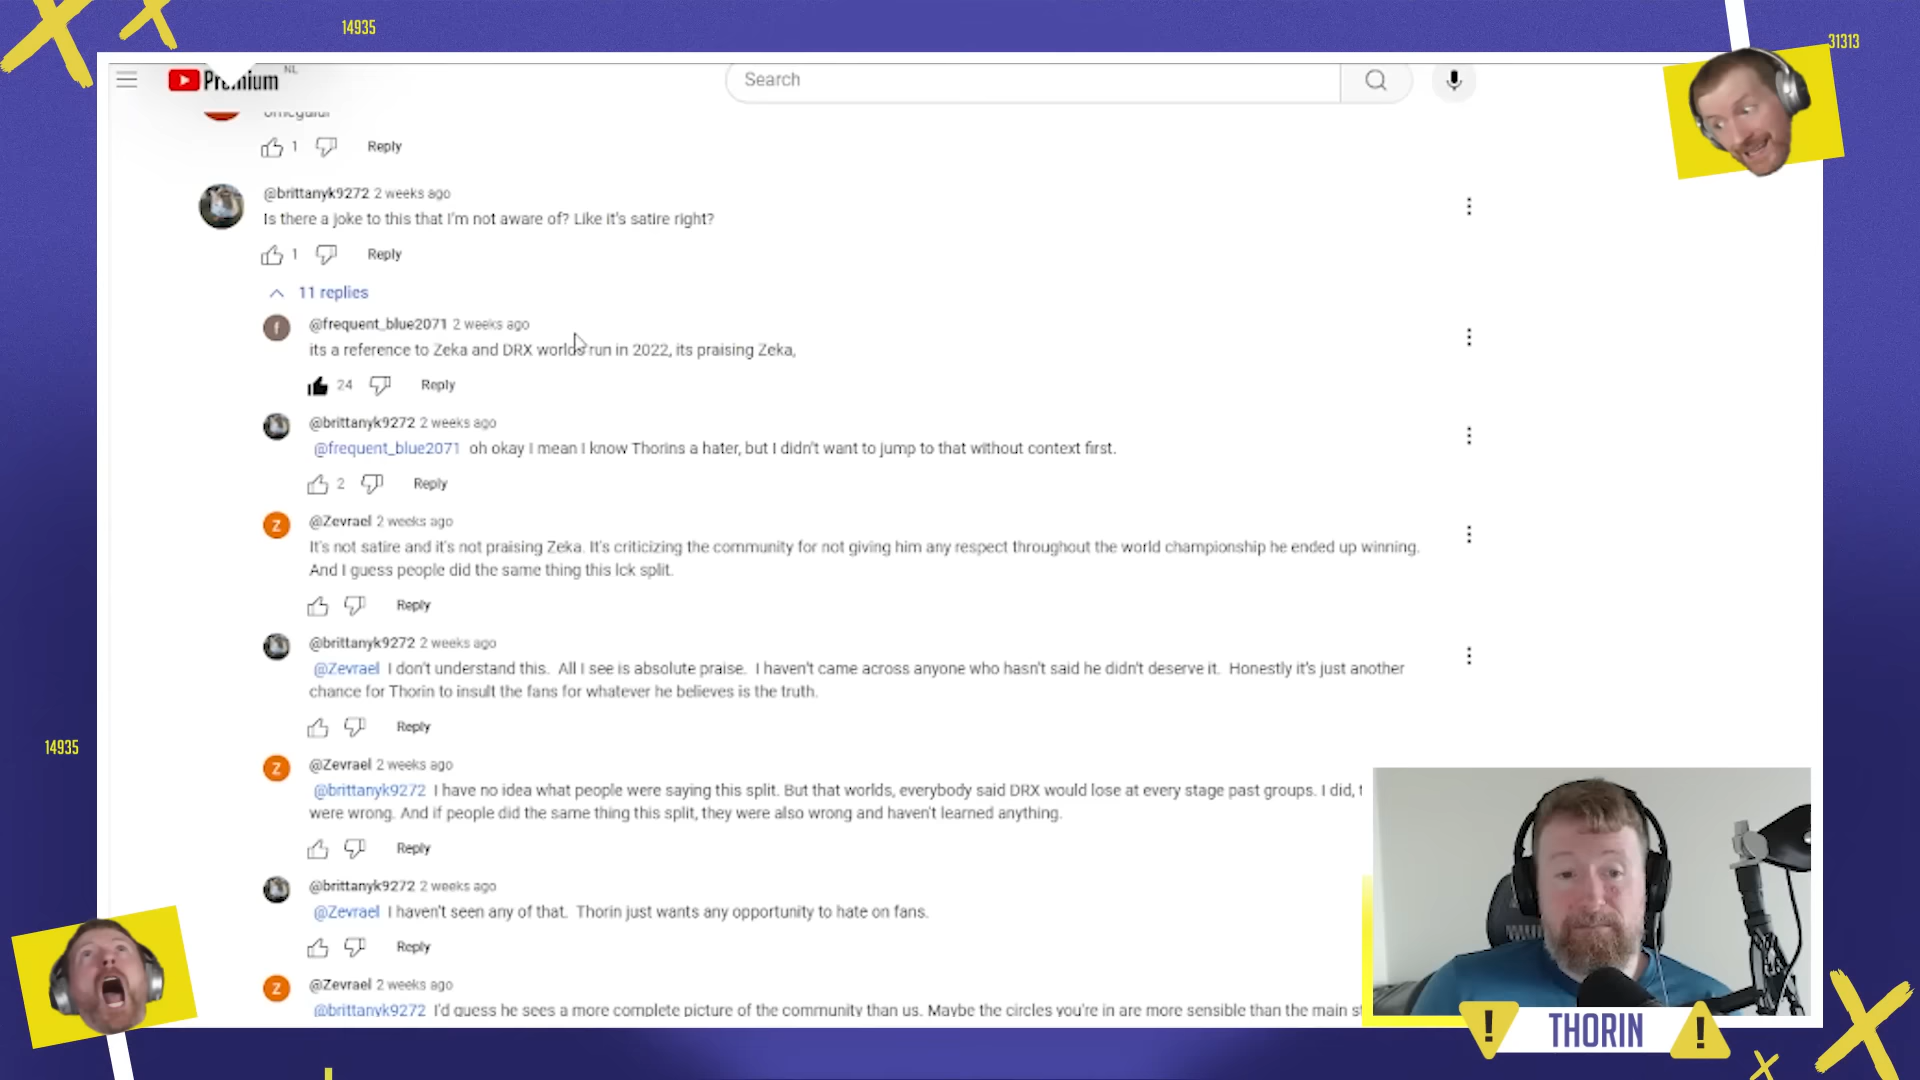 14935
31313
Premium
NL
Search
omegalul
1
Reply
@brittanyk9272 2 weeks ago
Is there a joke to this that I'm not aware of? Like it's satire right?
1
Reply
11 replies
f
@frequent_blue2071 2 weeks ago
its a reference to Zeka and DRX worlds run in 2022, its praising Zeka,
24
Reply
@brittanyk9272 2 weeks ago
@frequent_blue2071 oh okay I mean I know Thorins a hater, but I didn't want to jump to that without context first.
2
Reply
Z
@Zevrael 2 weeks ago
It's not satire and it's not praising Zeka. It's criticizing the community for not giving him any respect throughout the world championship he ended up winning.
And I guess people did the same thing this lck split.
Reply
@brittanyk9272 2 weeks ago
@Zevrael I don't understand this. All I see is absolute praise. I haven't came across anyone who hasn't said he didn't deserve it. Honestly it's just another
chance for Thorin to insult the fans for whatever he believes is the truth.
Reply
14935
Z
@Zevrael 2 weeks ago
@brittanyk9272 I have no idea what people were saying this split. But that worlds, everybody said DRX would lose at every stage past groups. I did,
were wrong. And if people did the same thing this split, they were also wrong and haven't learned anything.
Reply
@brittanyk9272 2 weeks ago
@Zevrael I haven't seen any of that. Thorin just wants any opportunity to hate on fans.
Reply
Z
@Zevrael 2 weeks ago
@brittanyk9272 I'd guess he sees a more complete picture of the community than us. Maybe the circles you're in are more sensible than the main
! THORIN !